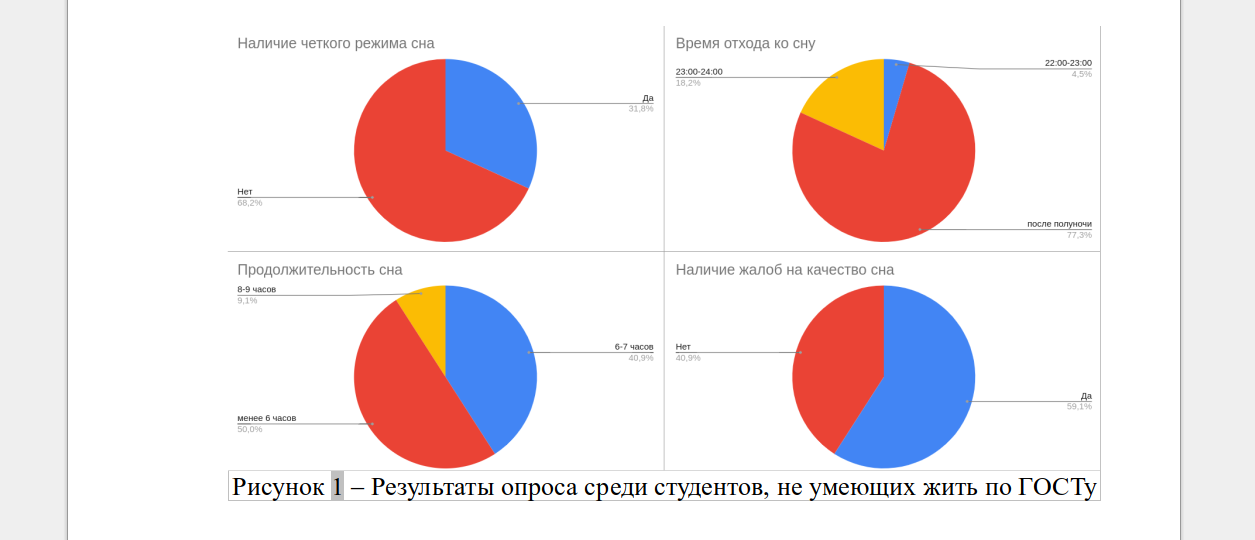 Наличие четкого режима сна
Да
31,8%
Нет
68,2%
Время отхода ко сну
23:00-24:00
18,2%
22:00-23:00
4,5%
после полуночи
77,3%
Продолжительность сна
8-9 часов
9,1%
6-7 часов
40,9%
менее 6 часов
50,0%
Наличие жалоб на качество сна
Нет
40,9%
Да
59,1%
Рисунок 1 – Результаты опроса среди студентов, не умеющих жить по ГОСТу